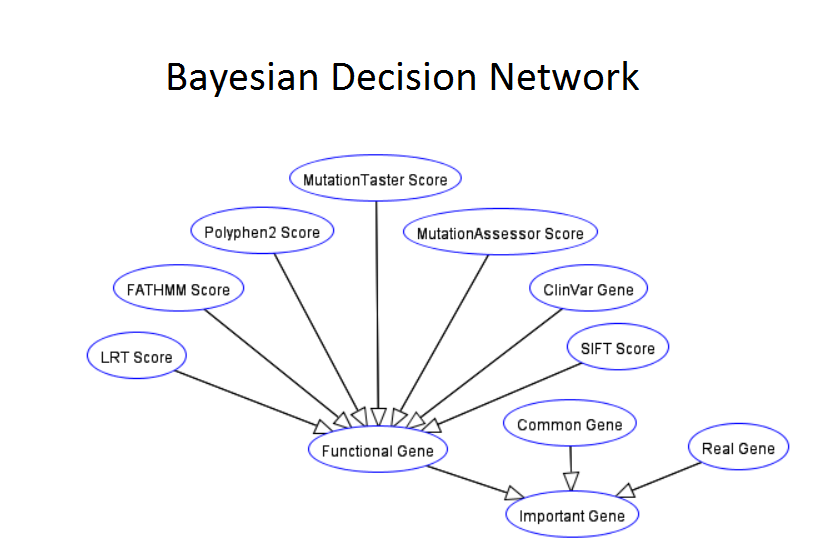 Bayesian Decision Network
MutationTaster Score
Polyphen2 Score
MutationAssessor Score
FATHMM Score
ClinVar Gene
LRT Score
SIFT Score
Common Gene
Functional Gene
Real Gene
Important Gene